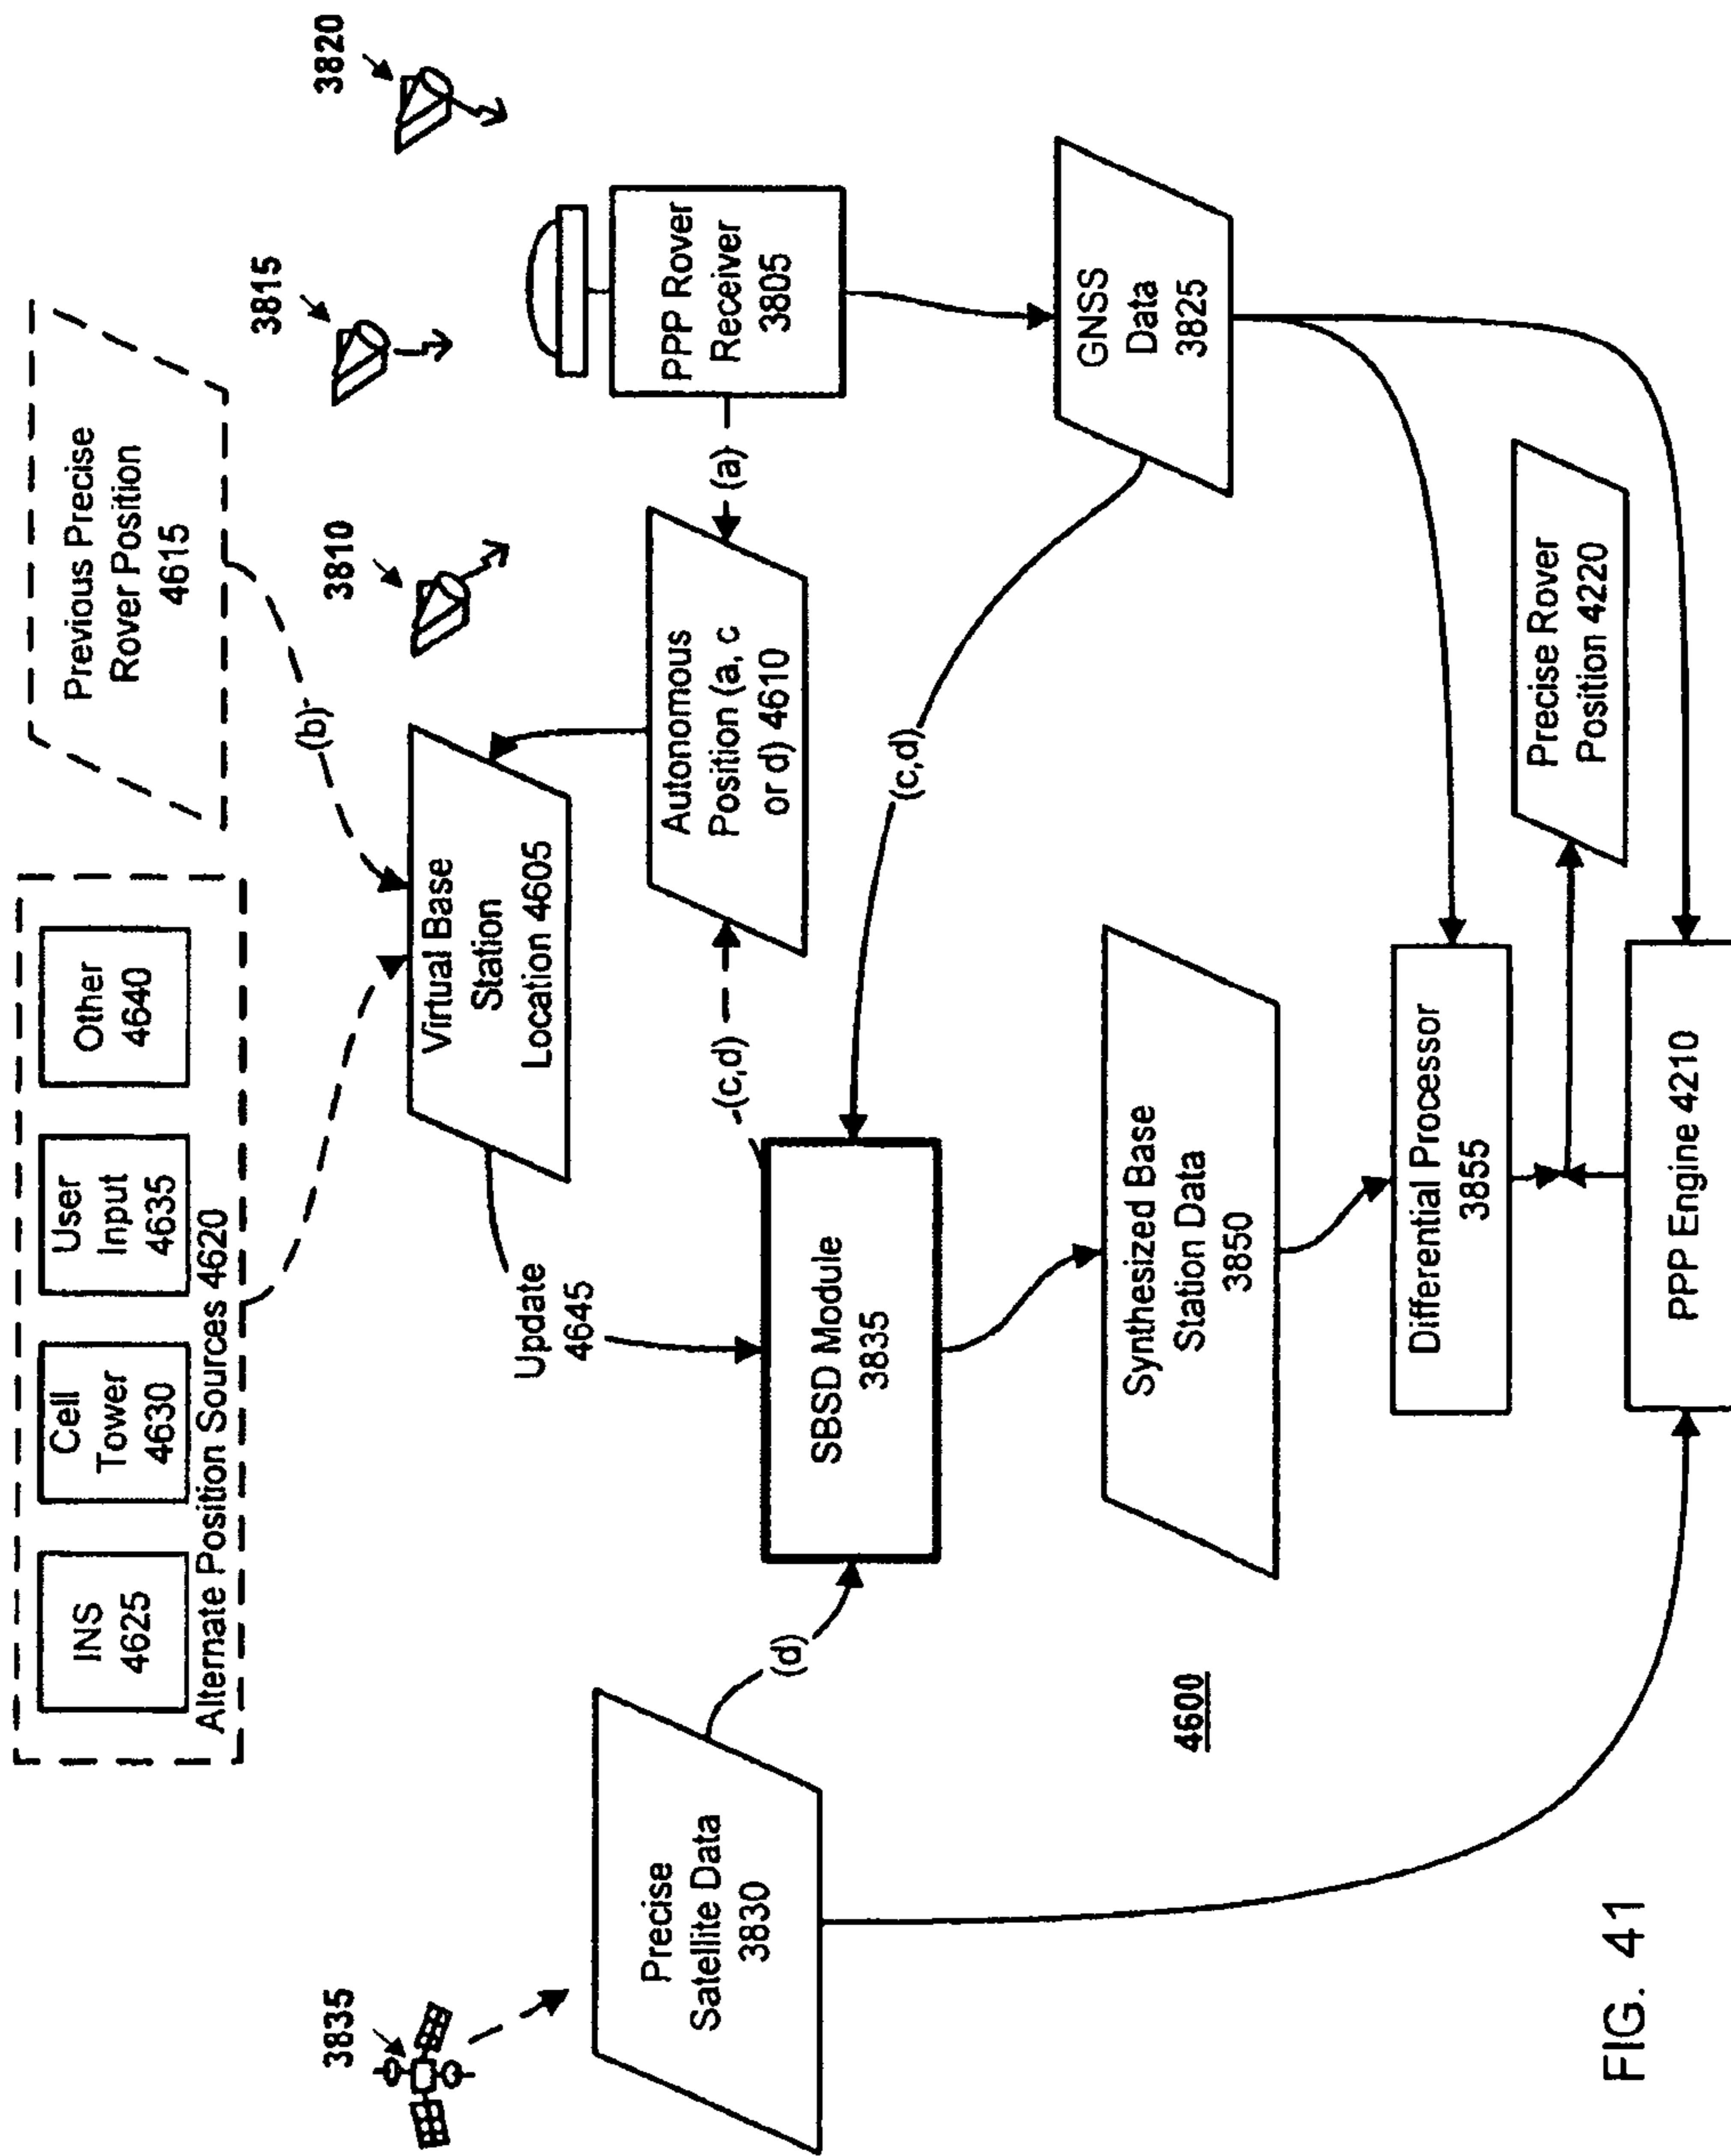 INS
4625
Cell
Tower
4630
User
Input
4635
Other
4640
Alternate Position Sources 4620
Previous Precise
Rover Position
4615
(b)
3835
3810
3815
3820
Virtual Base
Station
Location 4605
Update
4645
Autonomous
Position (a, c
or d) 4610
(a)
PPP Rover
Receiver
3805
Precise
Satellite Data
3830
(d)
(c,d)
(c,d)
SBSD Module
3835
GNSS
Data
3825
4600
Synthesized Base
Station Data
3850
Differential Processor
3855
Precise Rover
Position 4220
PPP Engine 4210
FIG. 41